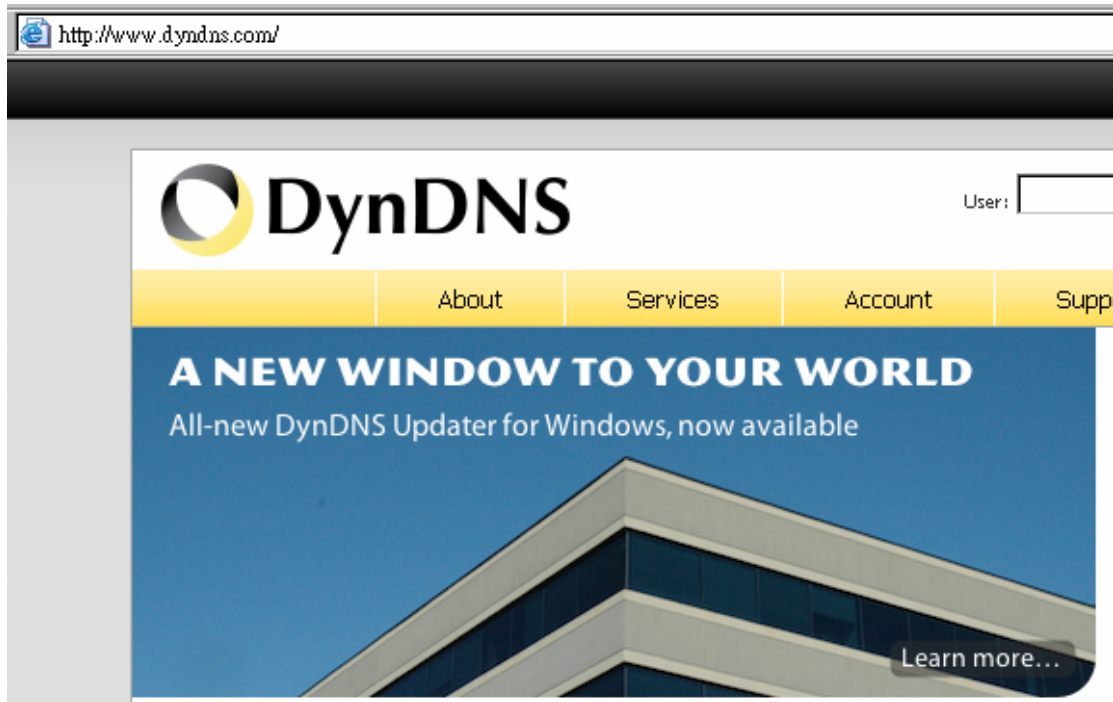 http://www.dyndns.com/
DynDNS
User:
About Services Account Supp
A NEW WINDOW TO YOUR WORLD
All-new DynDNS Updater for Windows, now available
Learn more...